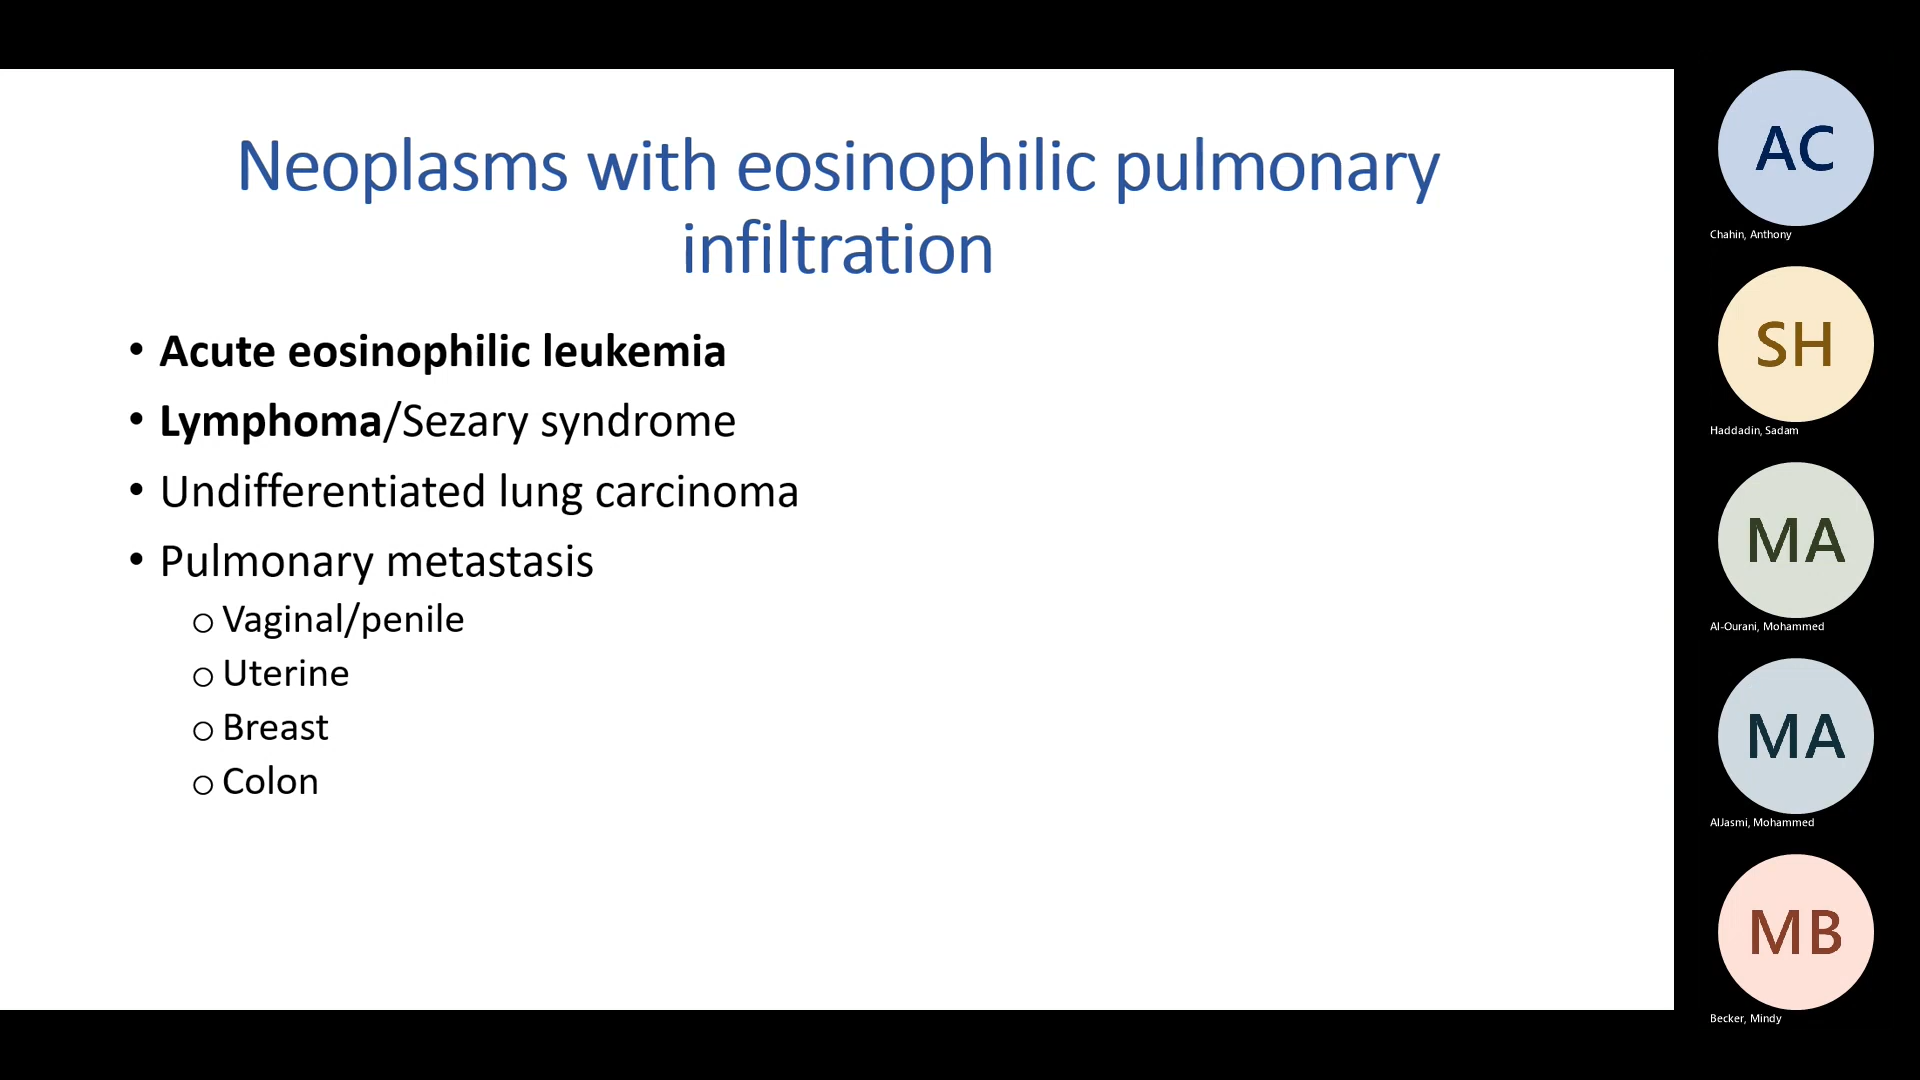 Neoplasms with eosinophilic pulmonary
infiltration
• Acute eosinophilic leukemia
• Lymphoma/Sezary syndrome
• Undifferentiated lung carcinoma
• Pulmonary metastasis
o Vaginal/penile
o Uterine
o Breast
o Colon
AC
Chahin, Anthony
SH
Haddadin, Sadam
MA
Al-Ourani, Mohammed
MA
AlJasmi, Mohammed
MB
Becker, Mindy